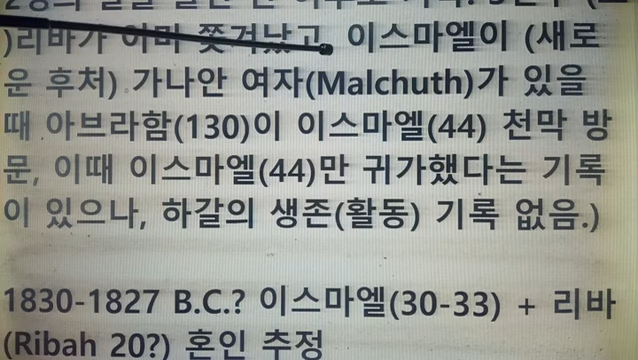 )리바가 이미 쫓겨났고, 이스마엘이 (새로
운 후처) 가나안 여자(Malchuth)가 있을
때 아브라함(130)이 이스마엘(44) 천막 방
문, 이때 이스마엘(44)만 귀가했다는 기록
이 있으나, 하갈의 생존(활동) 기록 없음.)
1830-1827 B.C.? 이스마엘(30-33) + 리바
(Ribah 20?) 혼인 추정